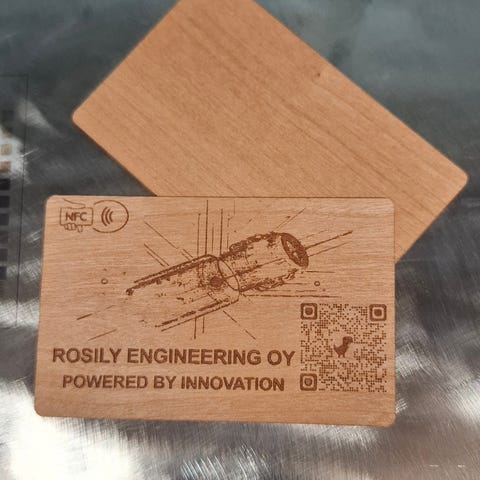 NFC
ROSILY ENGINEERING OY
POWERED BY INNOVATION